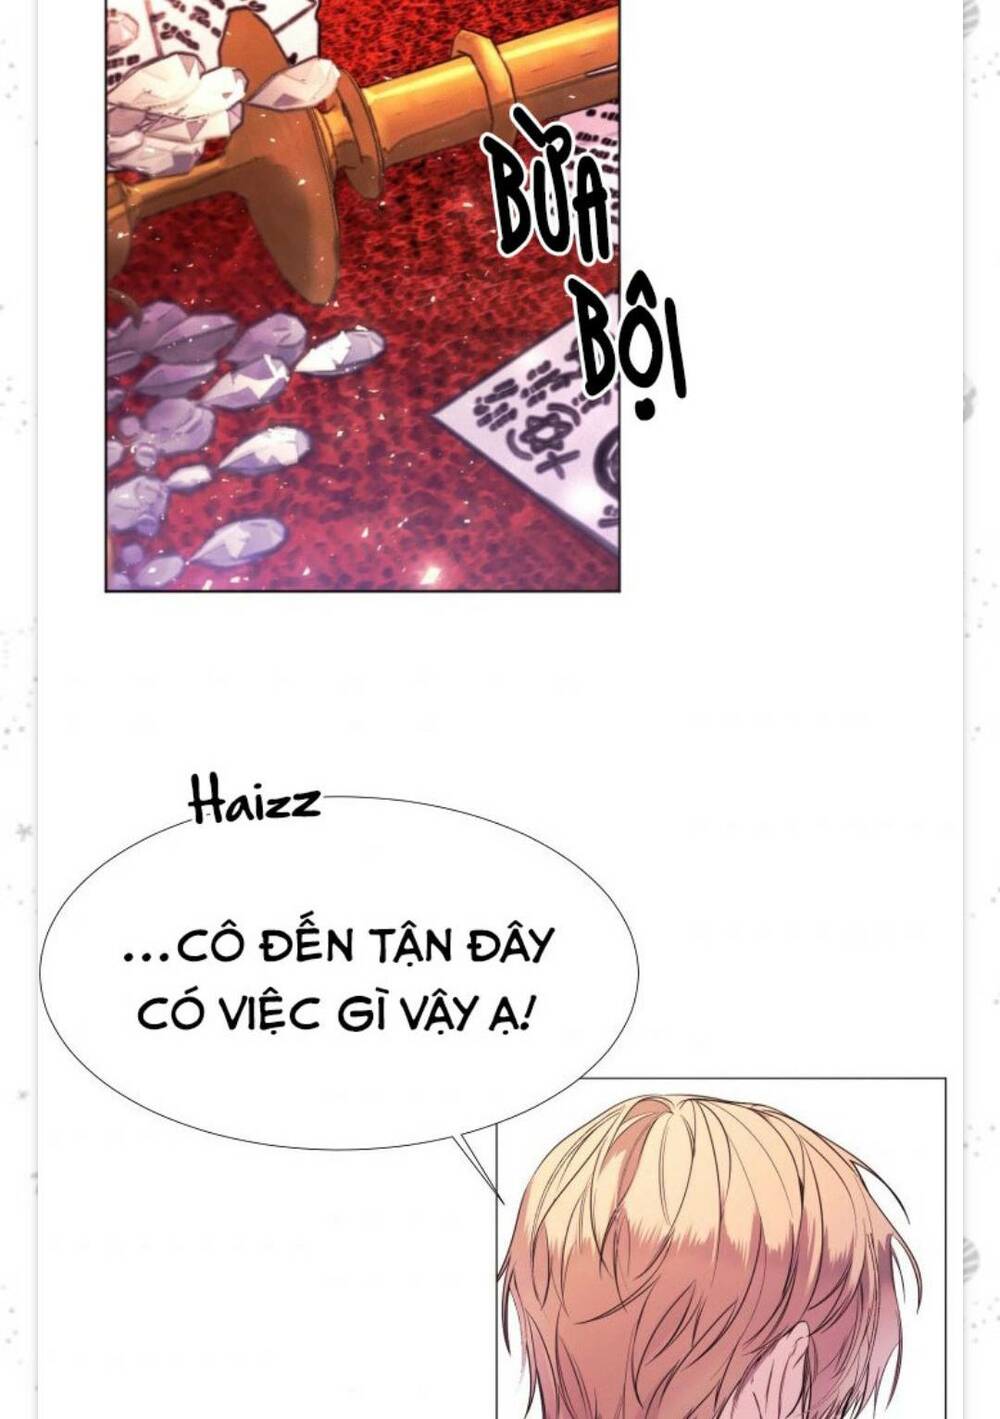 BỪA
BỘI
Haizz
...CÔ ĐẾN TẬN ĐÂY
CÓ VIỆC GÌ VẬY Ạ!